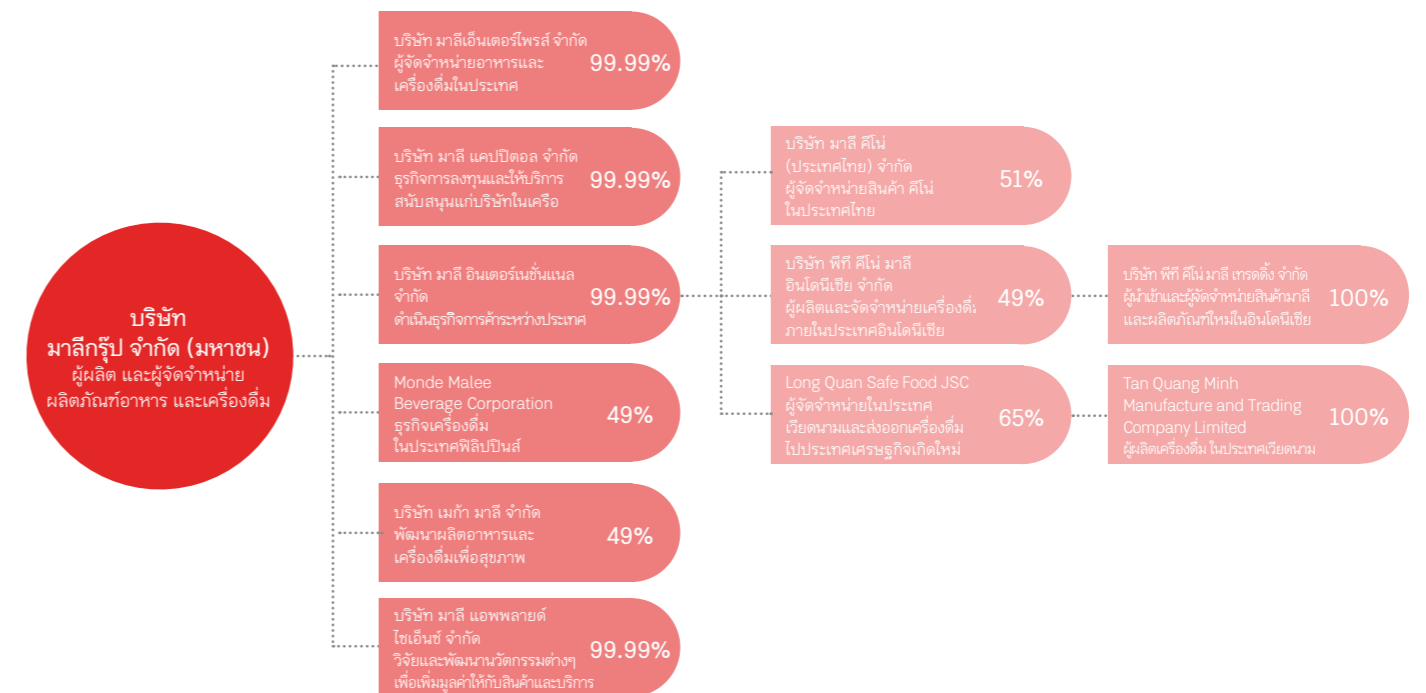 บริษัท
มาลีกรุ๊ป จำกัด (มหาชน)
ผู้ผลิต และผู้จัดจำหน่าย
ผลิตภัณฑ์อาหาร และเครื่องดื่ม
บริษัท มาลีเอ็นเตอร์ไพรส์ จำกัด
ผู้จัดจำหน่ายอาหารและ
เครื่องดื่มในประเทศ
99.99%
บริษัท มาลี แคปปิตอล จำกัด
ธุรกิจการลงทุนและให้บริการ
สนับสนุนแก่บริษัทในเครือ
99.99%
บริษัท มาลี อินเตอร์เนชั่นแนล
จำกัด
ดำเนินธุรกิจการค้าระหว่างประเทศ
99.99%
Monde Malee
Beverage Corporation
ธุรกิจเครื่องดื่ม
ในประเทศฟิลิปปินส์
49%
บริษัท เมก้า มาลี จำกัด
พัฒนาผลิตอาหารและ
เครื่องดื่มเพื่อสุขภาพ
49%
บริษัท มาลี แอพพลายด์
ไซเอ็นซ์ จำกัด
วิจัยและพัฒนานวัตกรรมต่างๆ
เพื่อเพิ่มมูลค่าให้กับสินค้าและบริการ
99.99%
บริษัท มาลี คีโน่
(ประเทศไทย) จำกัด
ผู้จัดจำหน่ายสินค้า คีโน่
ในประเทศไทย
51%
บริษัท พีที คีโน่ มาลี
อินโดนีเซีย จำกัด
ผู้ผลิตและจัดจำหน่ายเครื่องดื่ม
ภายในประเทศอินโดนีเซีย
49%
Long Quan Safe Food JSC
ผู้จัดจำหน่ายในประเทศ
เวียดนามและส่งออกเครื่องดื่ม
ไปประเทศเศรษฐกิจเกิดใหม่
65%
บริษัท พีที คีโน่ มาลี เทรดดิ้ง จำกัด
ผู้นำเข้าและผู้จัดจำหน่ายสินค้ามาลี
และผลิตภัณฑ์ใหม่ในอินโดนีเซีย
100%
Tan Quang Minh
Manufacture and Trading
Company Limited
ผู้ผลิตเครื่องดื่ม ในประเทศเวียดนาม
100%